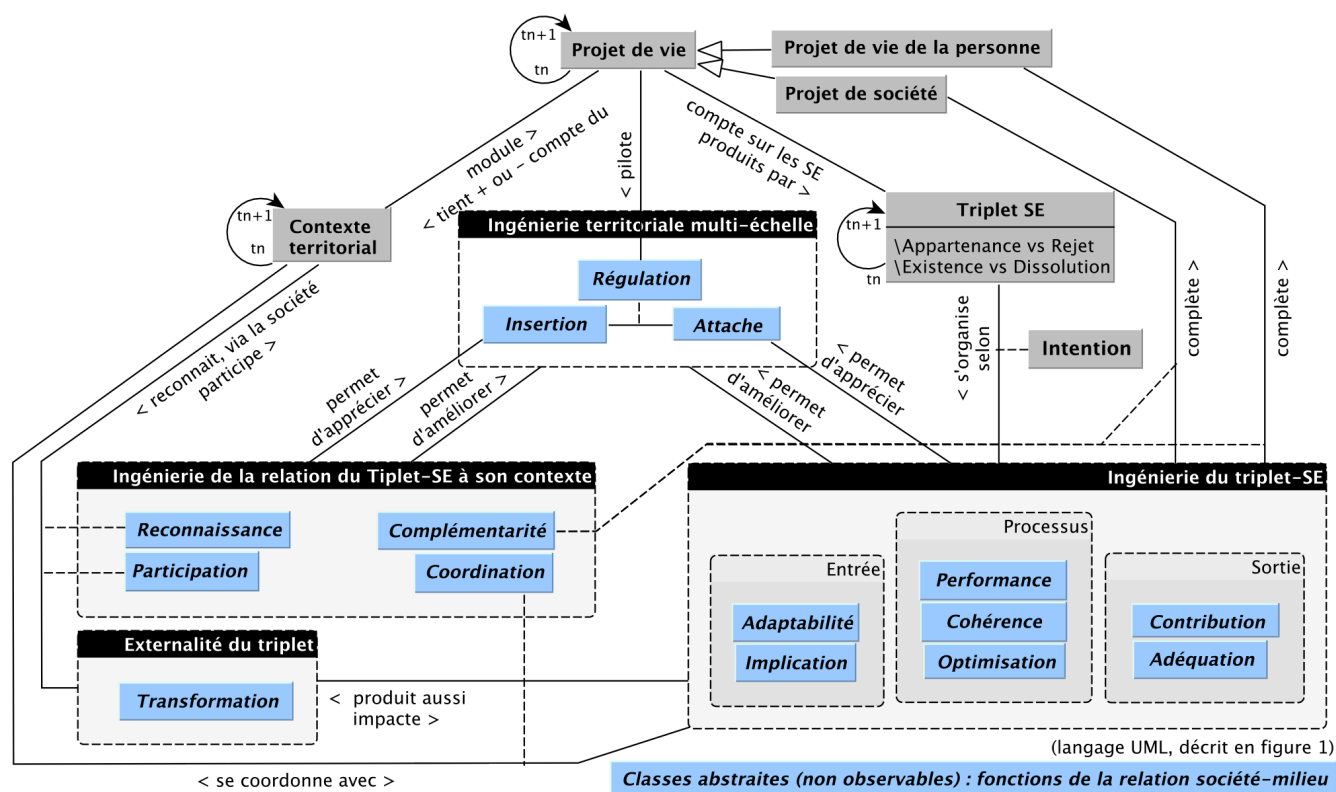 tn+1
tn
Projet de vie
Projet de vie de la personne
Projet de société
module >
< tient + ou - compte du
< pilote
compte sur les SE
produits par >
tn+1
tn
Contexte
territorial
Ingénierie territoriale multi-échelle
Régulation
Insertion
Attache
tn+1
tn
Triplet SE
\Appartenance vs Rejet
\Existence vs Dissolution
< s'organise
selon
Intention
complète >
complète >
< reconnait, via la société
participe >
permet
d'apprécier >
permet
d'améliorer >
< permet
d'améliorer
< permet
d'apprécier
Ingénierie de la relation du Tiplet-SE à son contexte
Reconnaissance
Participation
Complémentarité
Coordination
Ingénierie du triplet-SE
Entrée
Adaptabilité
Implication
Processus
Performance
Cohérence
Optimisation
Sortie
Contribution
Adéquation
Externalité du triplet
Transformation
< produit aussi
impacte >
< se coordonne avec >
(langage UML, décrit en figure 1)
Classes abstraites (non observables) : fonctions de la relation société-milieu